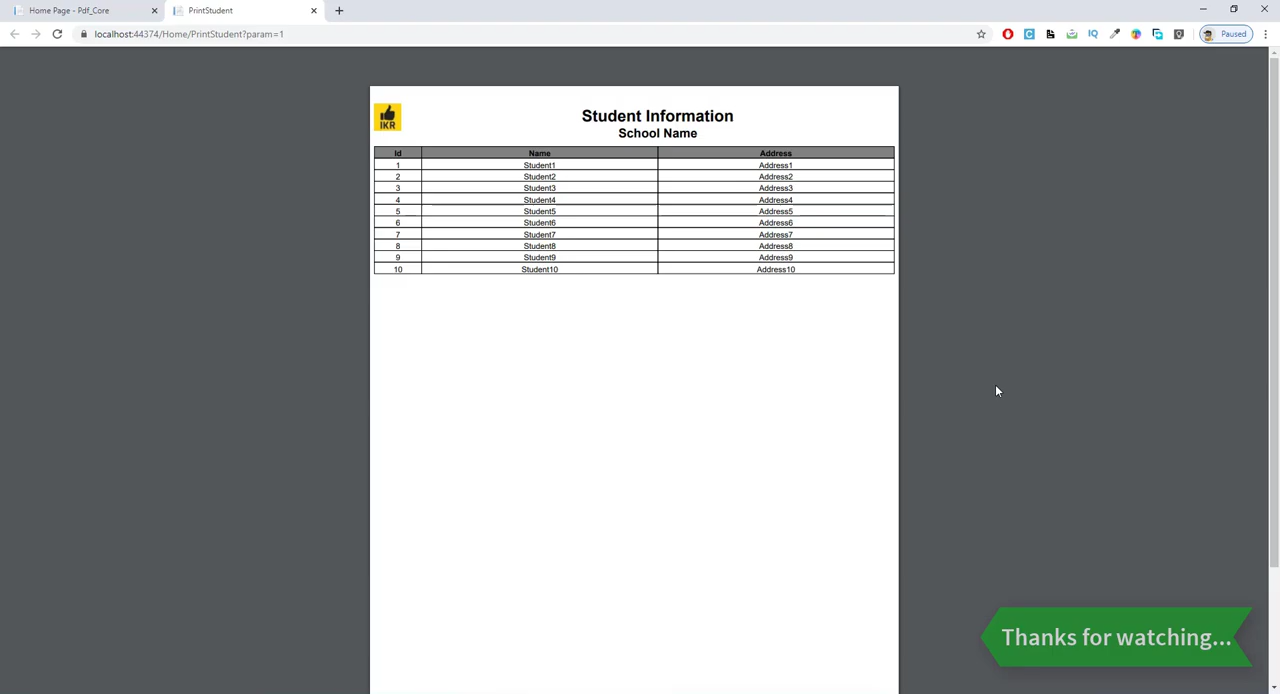 Home Page - Pdf_Core
PrintStudent
localhost:44374/Home/PrintStudent?param=1
IQ
Paused
IKR
Student Information
School Name
Id Name Address
1 Student1 Address1
2 Student2 Address2
3 Student3 Address3
4 Student4 Address4
5 Student5 Address5
6 Student6 Address6
7 Student7 Address7
8 Student8 Address8
9 Student9 Address9
10 Student10 Address10
Thanks for watching...